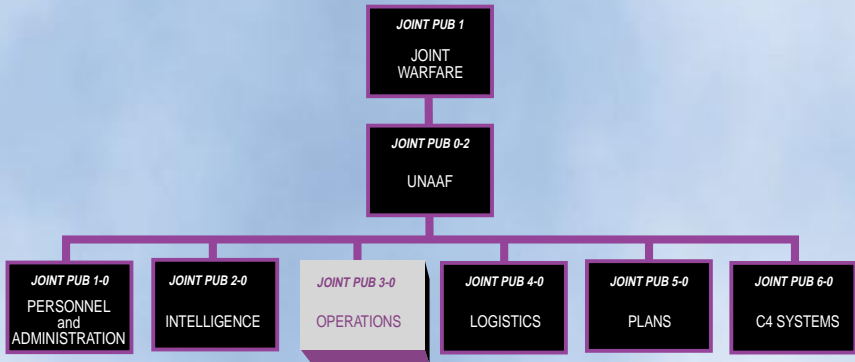 JOINT PUB 1
JOINT
WARFARE
JOINT PUB 0-2
UNAAF
JOINT PUB 1-0
PERSONNEL
and
ADMINISTRATION
JOINT PUB 2-0
INTELLIGENCE
JOINT PUB 3-0
OPERATIONS
JOINT PUB 4-0
LOGISTICS
JOINT PUB 5-0
PLANS
JOINT PUB 6-0
C4 SYSTEMS